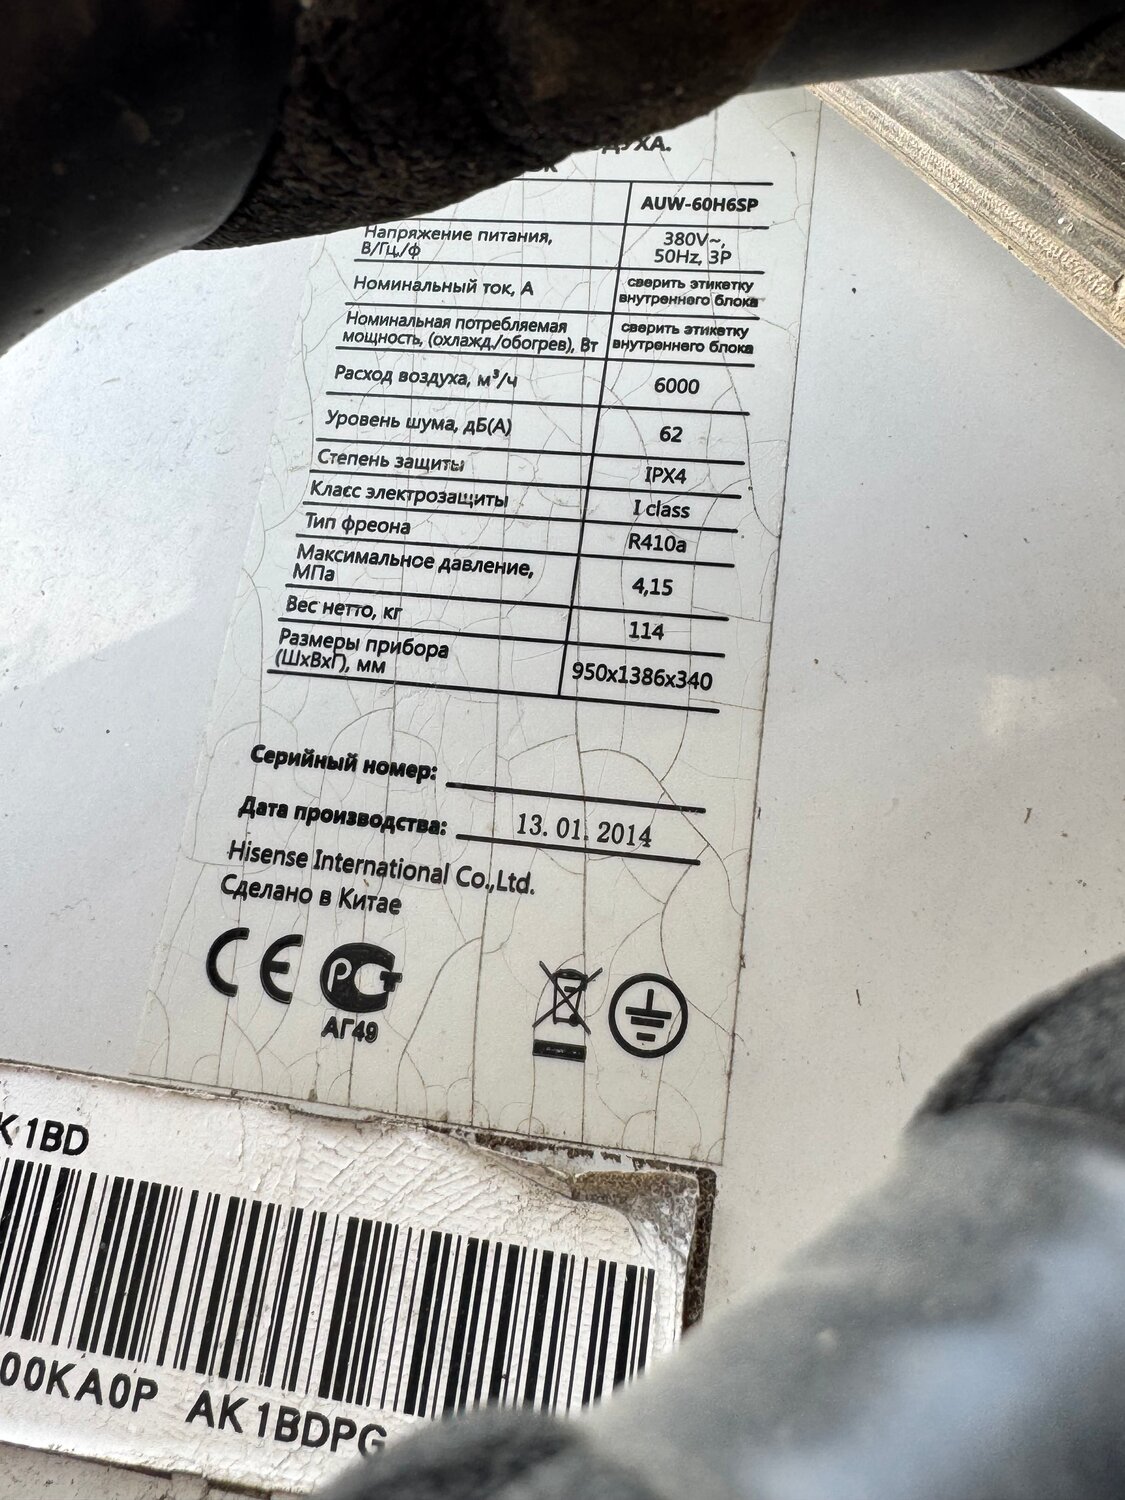 AUW-60H6SP
Напряжение питания, 380V~,
В/Гц/ф 50Hz, 3P
Номинальный ток, А сверить этикетку
внутреннего блока
Номинальная потребляемая сверить этикетку
мощность, (охлажд./обогрев), Вт внутреннего блока
Расход воздуха, м³/ч 6000
Уровень шума, дБ(А) 62
Степень защиты IPX4
Класс электрозащиты I class
Тип фреона R410a
Максимальное давление, 4,15
МПа
Вес нетто, кг 114
Размеры прибора 950x1386x340
(ШхВхГ), мм
Серийный номер:
Дата производства: 13. 01. 2014
Hisense International Co.,Ltd.
Сделано в Китае
CE РСТ
АГ49
K1BD
00KA0P AK1BDPG